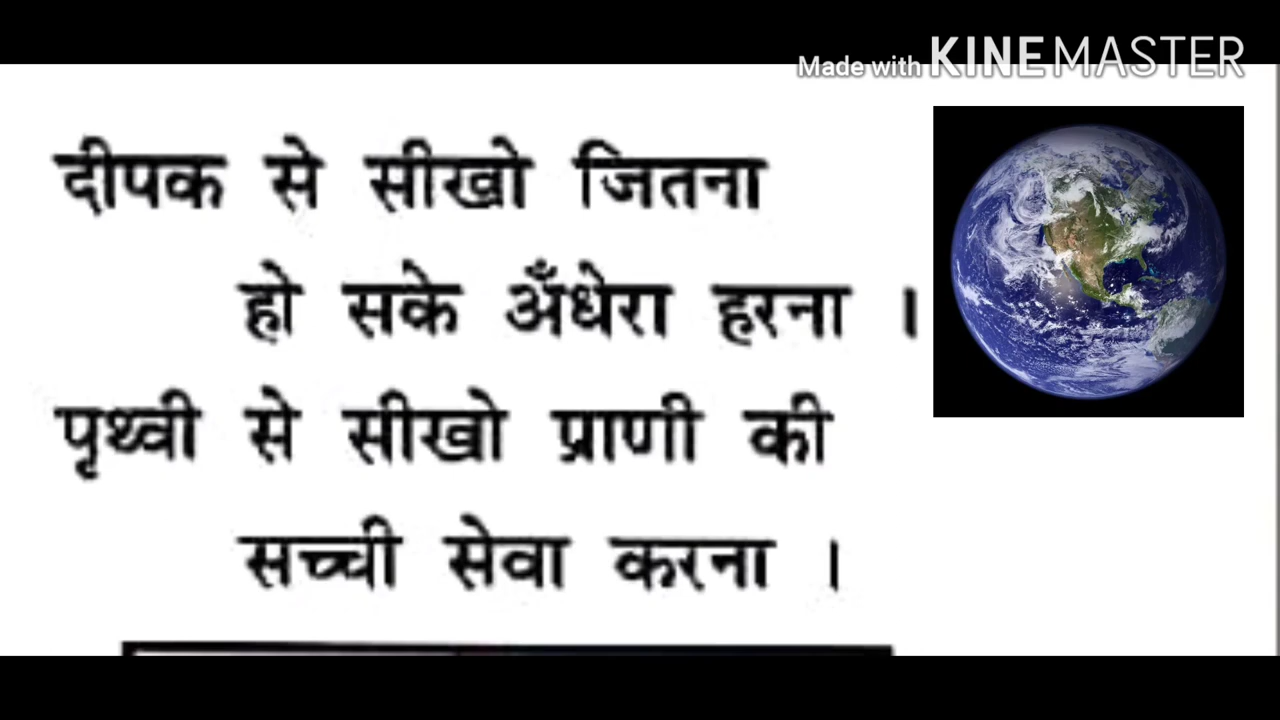 Made with KINEMASTER
दीपक से सीखो जितना
हो सके अँधेरा हरना ।
पृथ्वी से सीखो प्राणी की
सच्ची सेवा करना ।